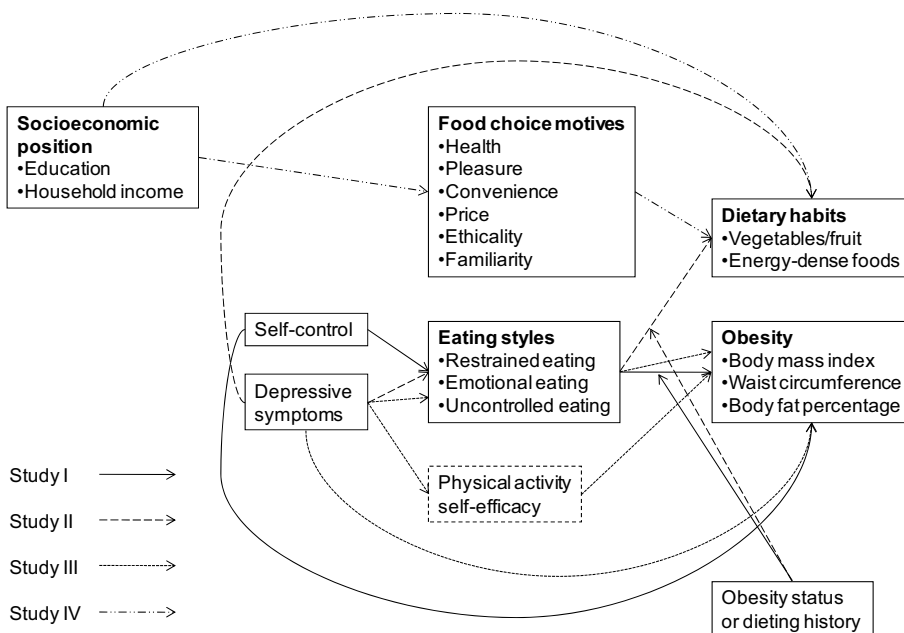 Socioeconomic
position
•Education
•Household income
Food choice motives
•Health
•Pleasure
•Convenience
•Price
•Ethicality
•Familiarity
Dietary habits
•Vegetables/fruit
•Energy-dense foods
Self-control
Depressive
symptoms
Eating styles
•Restrained eating
•Emotional eating
•Uncontrolled eating
Obesity
•Body mass index
•Waist circumference
•Body fat percentage
Physical activity
self-efficacy
Study I
Study II
Study III
Study IV
Obesity status
or dieting history